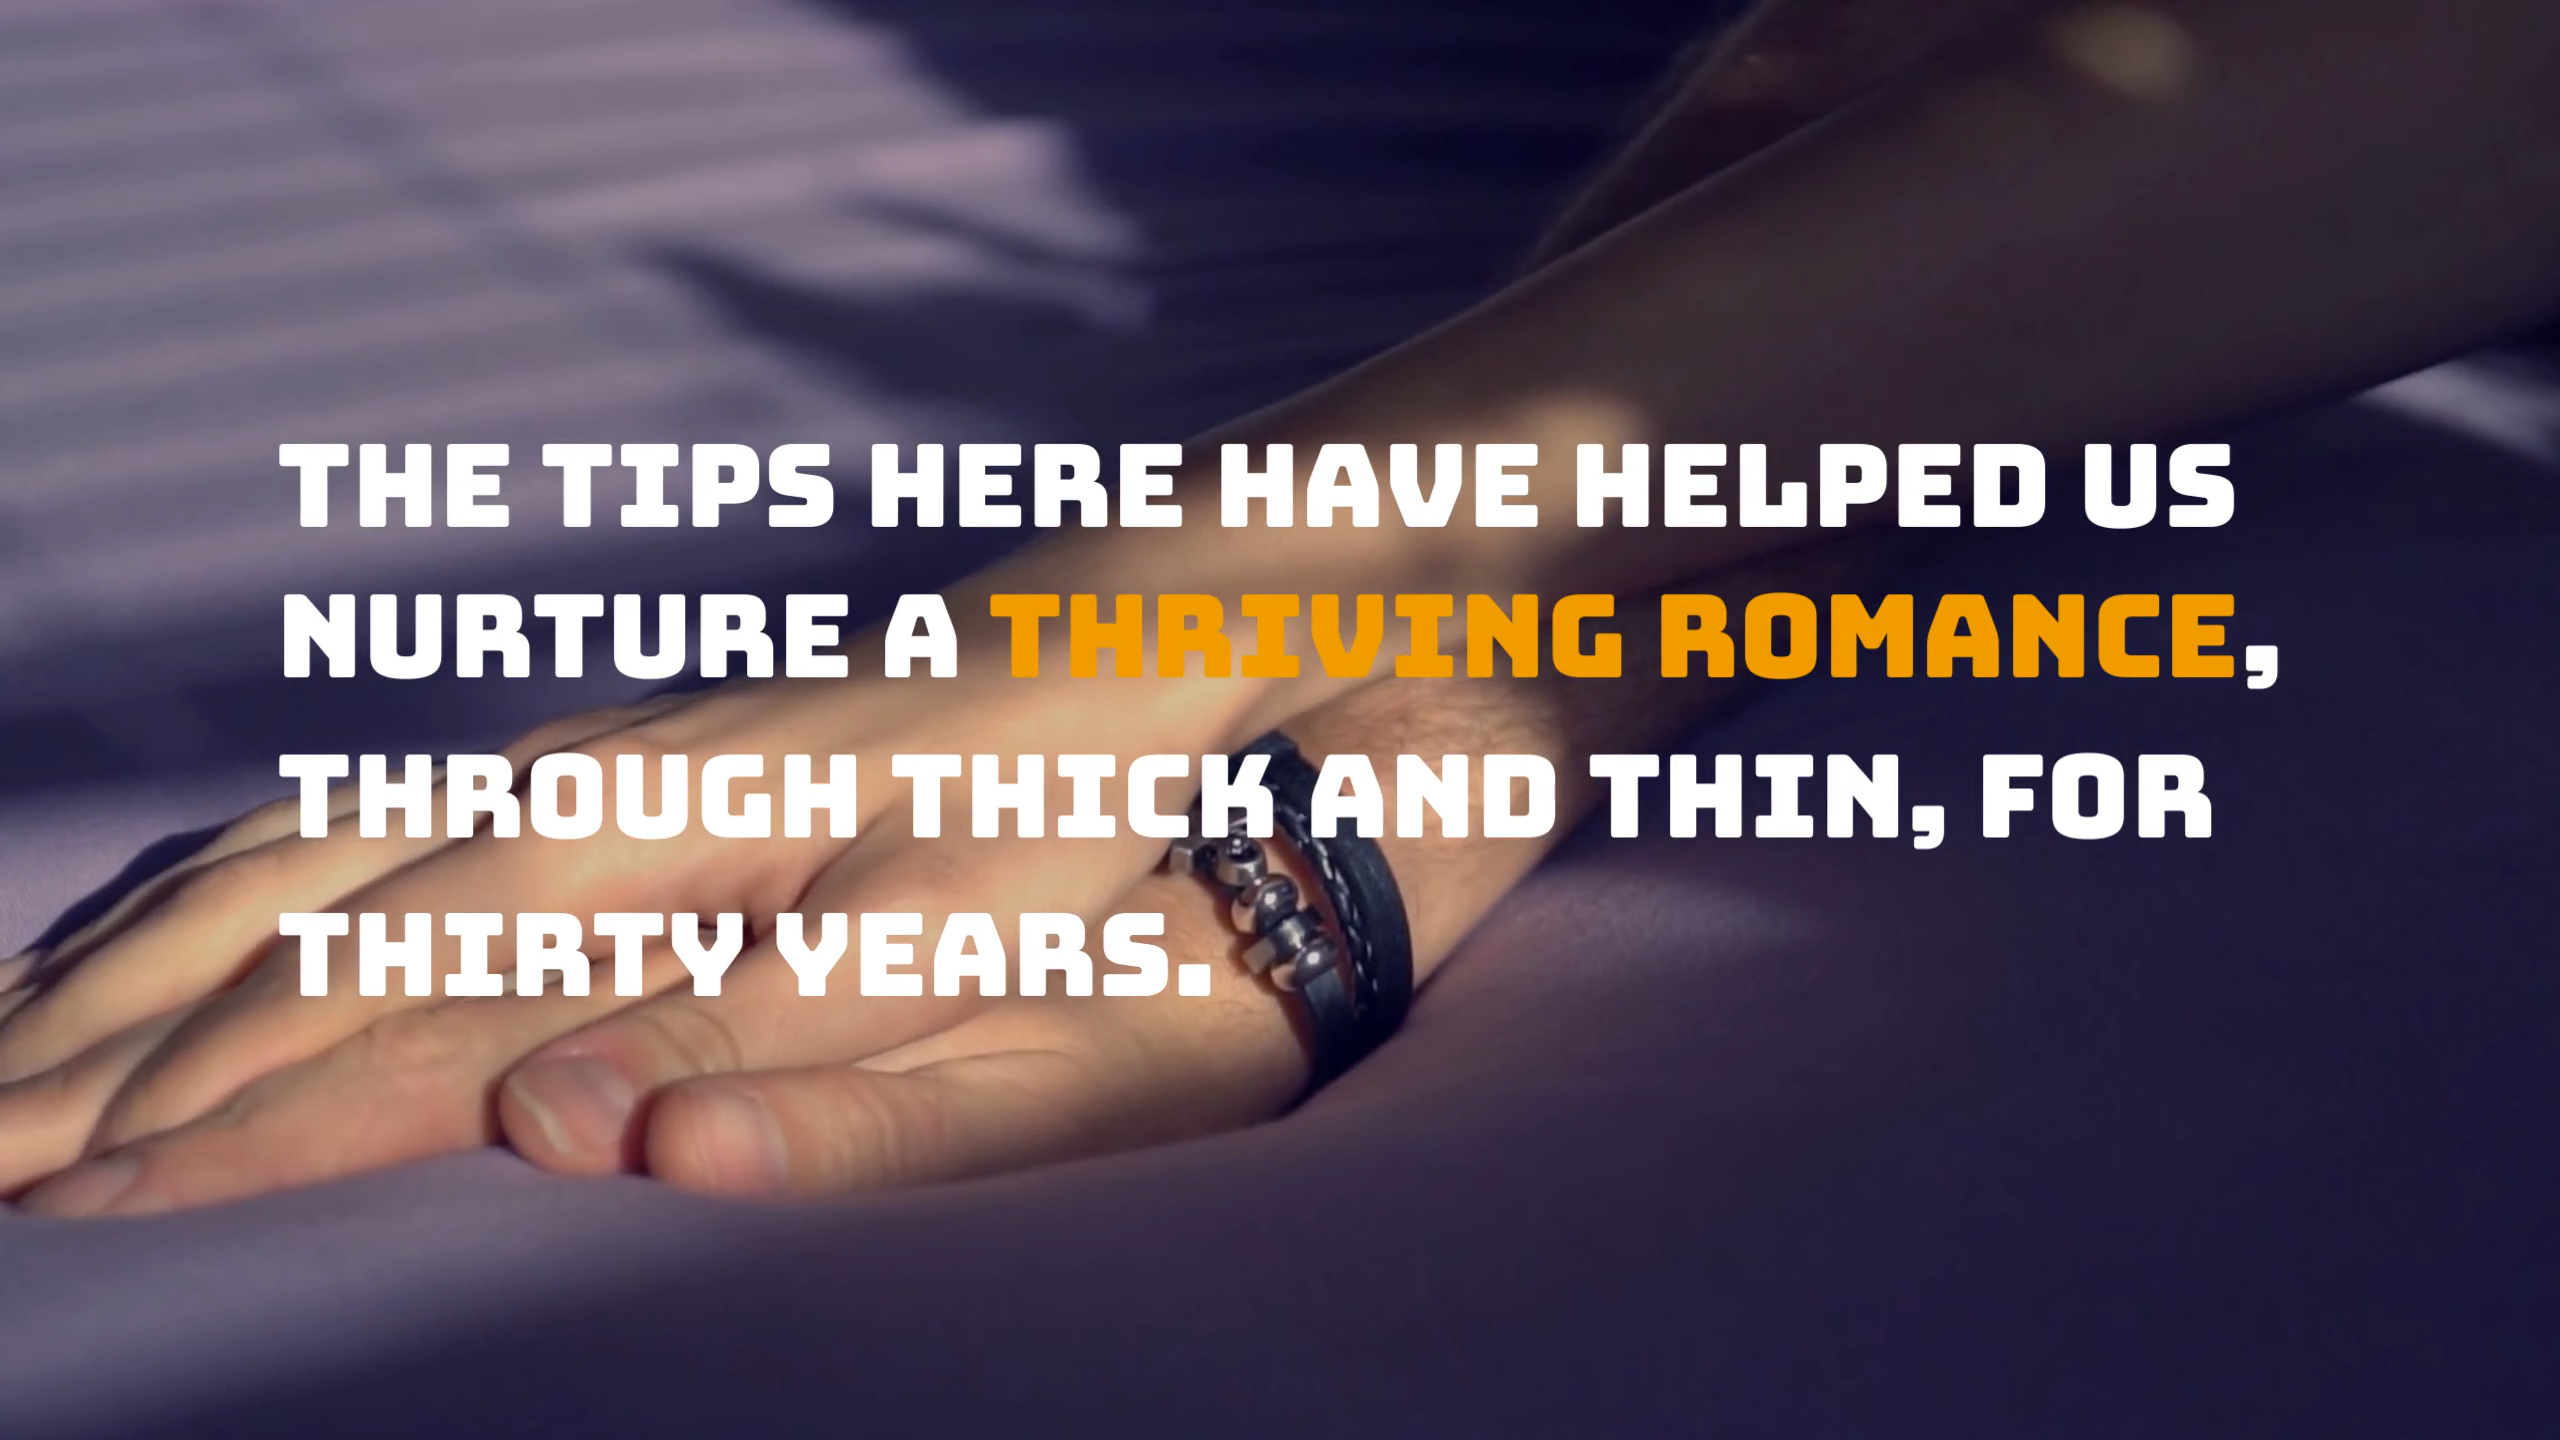 THE TIPS HERE HAVE HELPED US
NURTURE A THRIVING ROMANCE,
THROUGH THICK AND THIN, FOR
THIRTY YEARS.